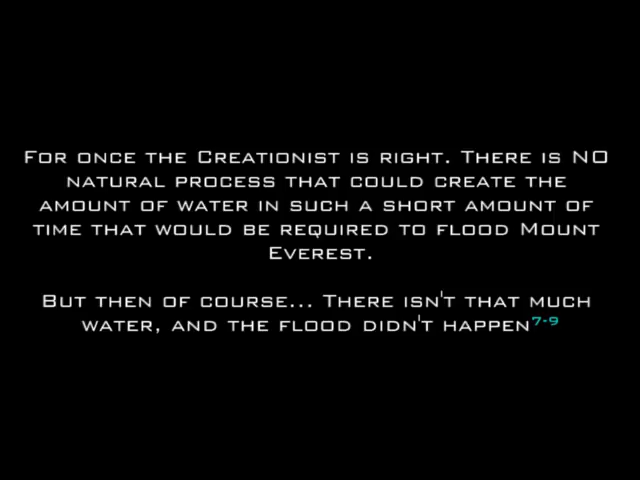 For once the Creationist is right. There is NO
natural process that could create the
amount of water in such a short amount of
time that would be required to flood Mount
Everest.
But then of course... There isn't that much
water, and the flood didn't happen7-9